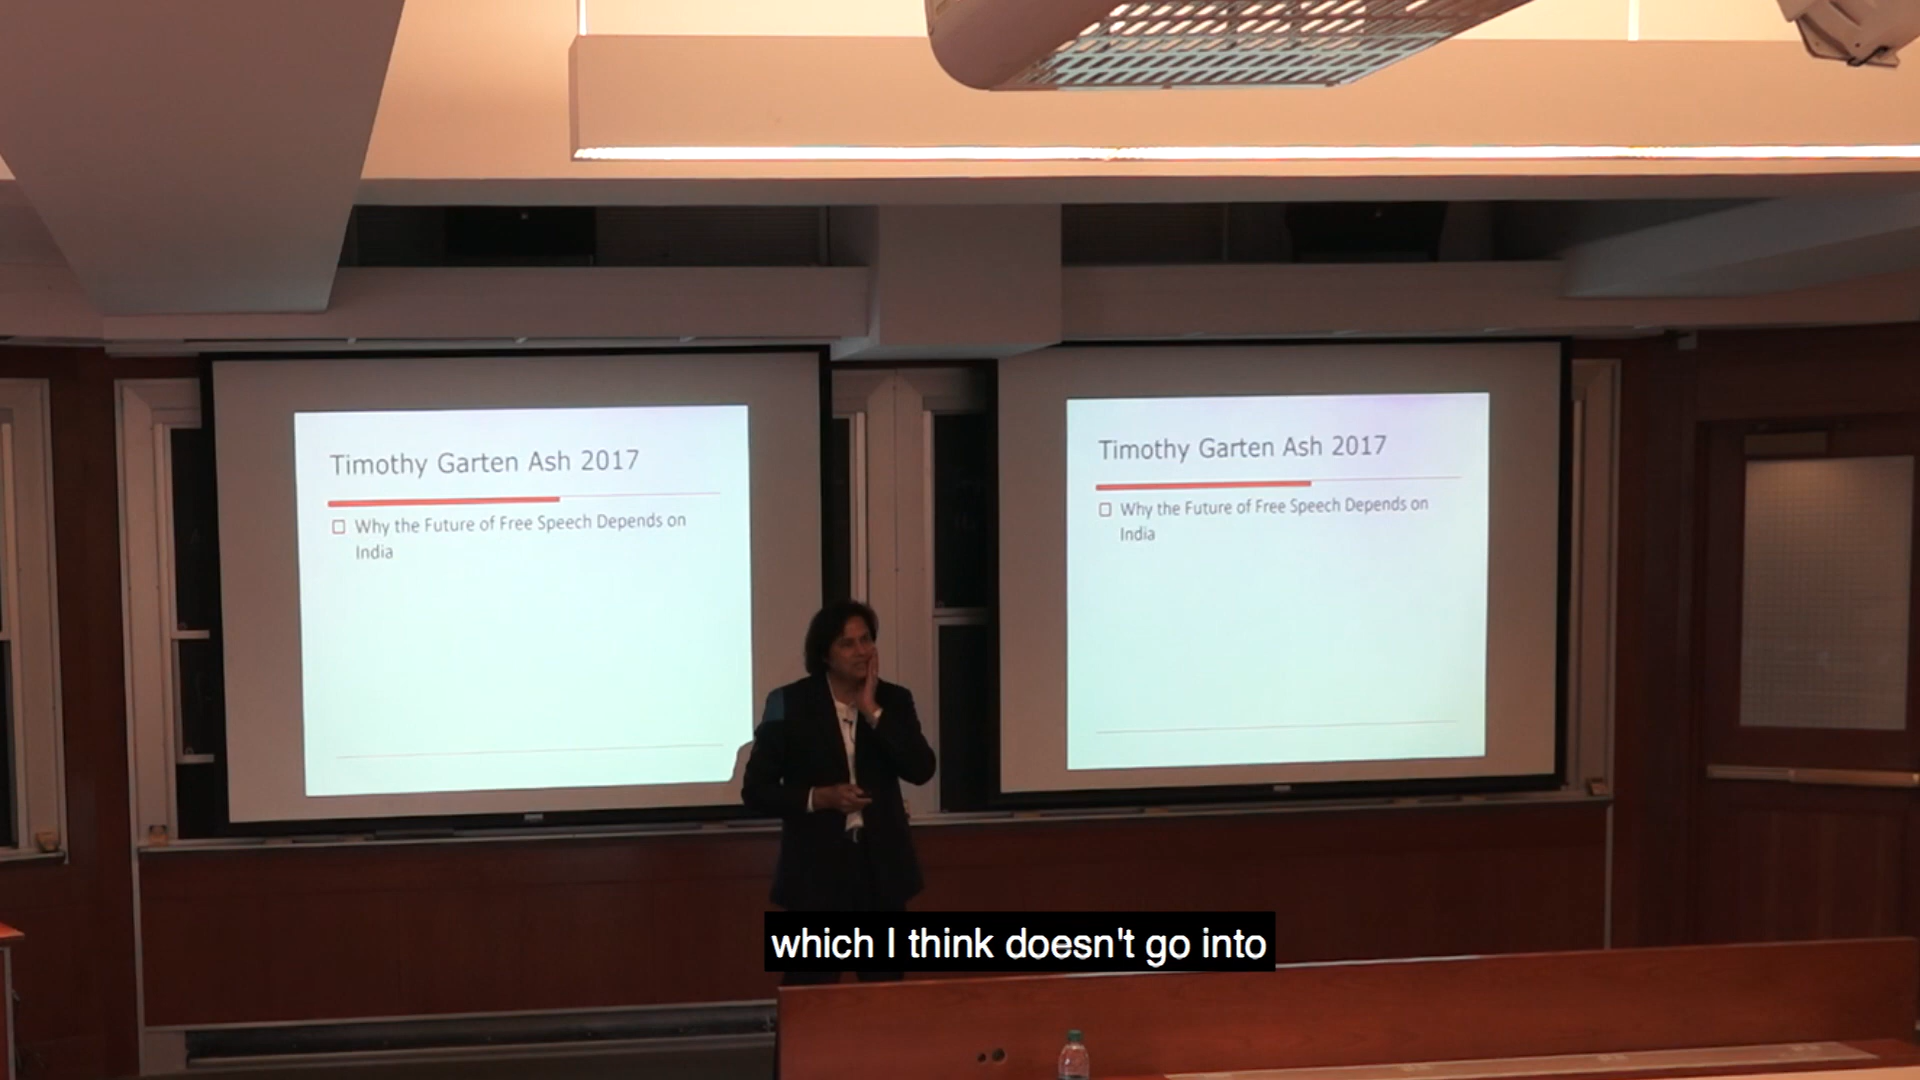 Timothy Garten Ash 2017
Why the Future of Free Speech Depends on
India
Timothy Garten Ash 2017
Why the Future of Free Speech Depends on
India
which I think doesn't go into